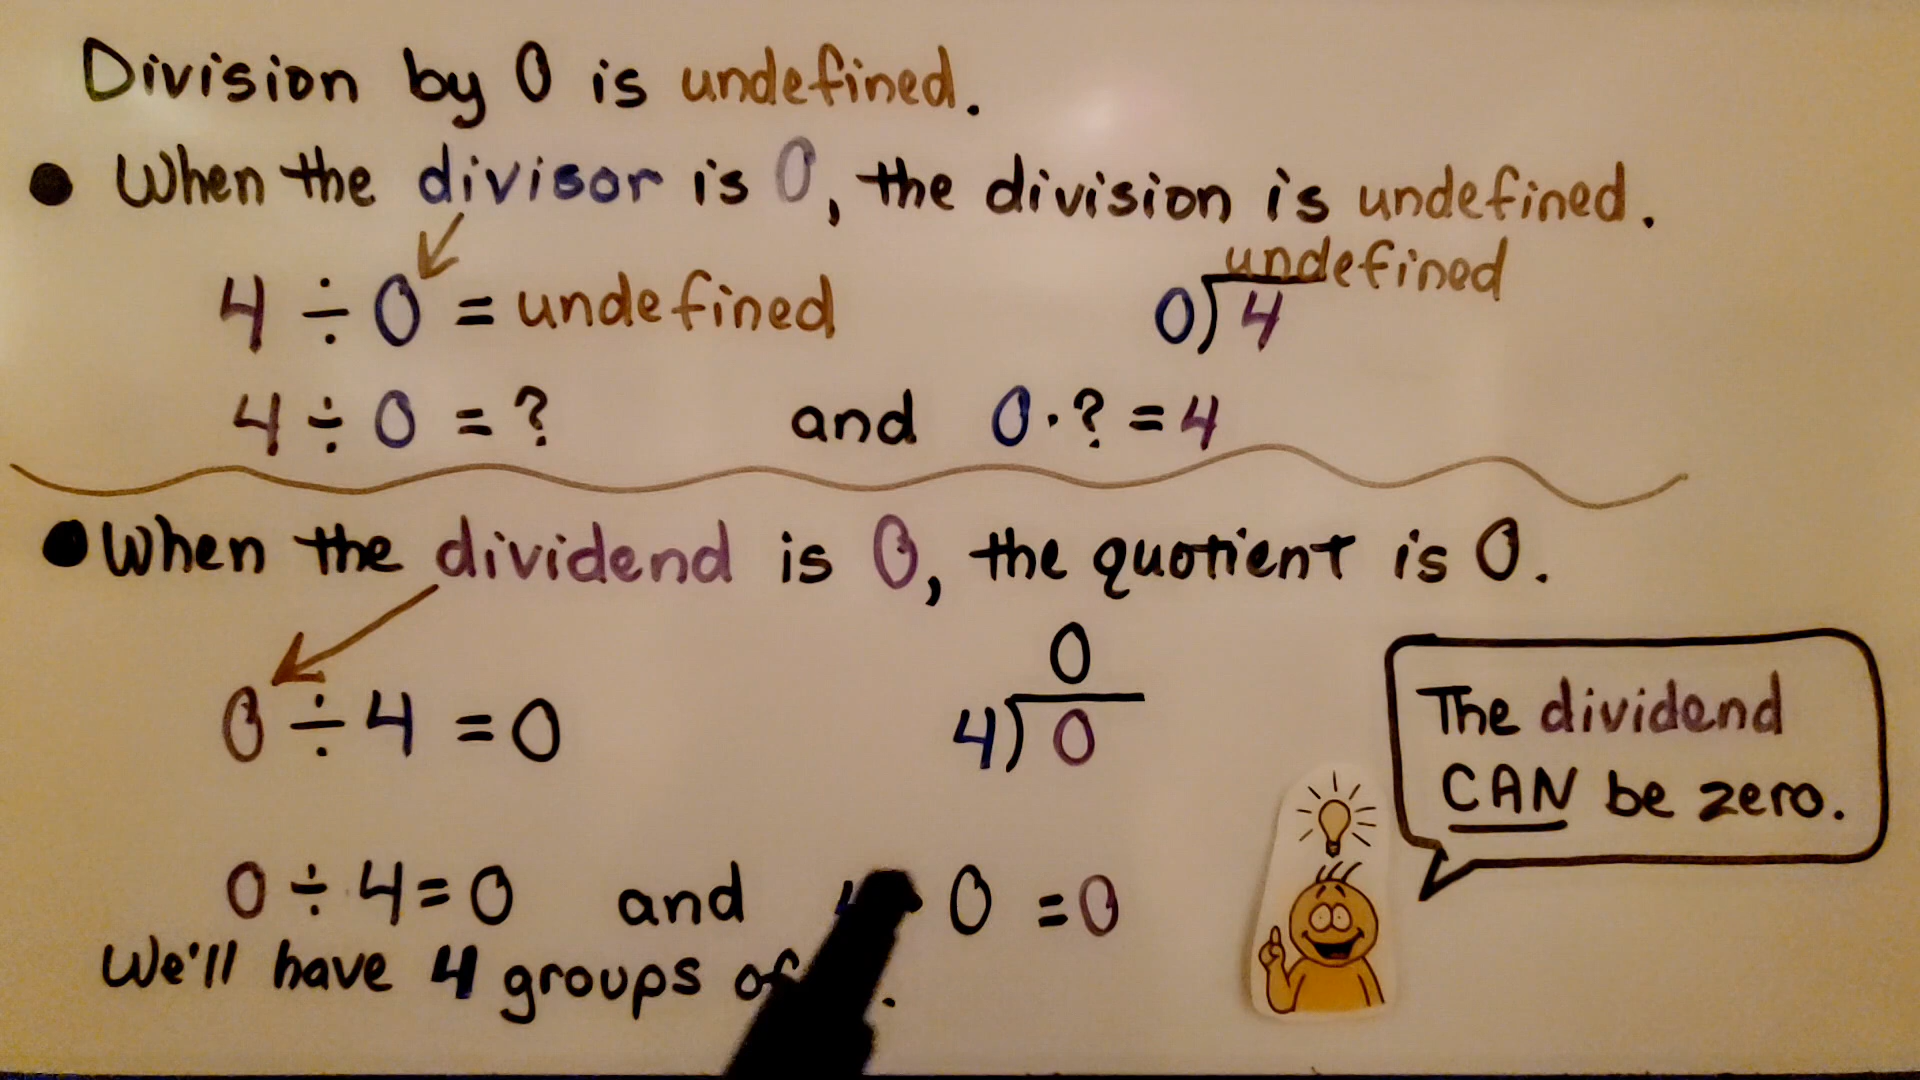 Division by 0 is undefined.
● When the divisor is 0, the division is undefined.
4 ÷ 0 = undefined
undefined
0)4
4 ÷ 0 = ? and 0 · ? = 4
● When the dividend is 0, the quotient is 0.
0 ÷ 4 = 0
0
4)0
The dividend
CAN be zero.
0 ÷ 4 = 0 and 0 = 0
We'll have 4 groups of .